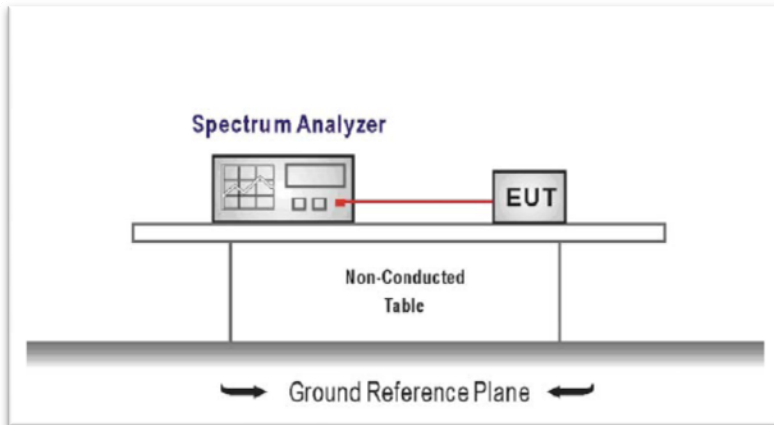 Spectrum Analyzer
EUT
Non-Conducted
Table
Ground Reference Plane